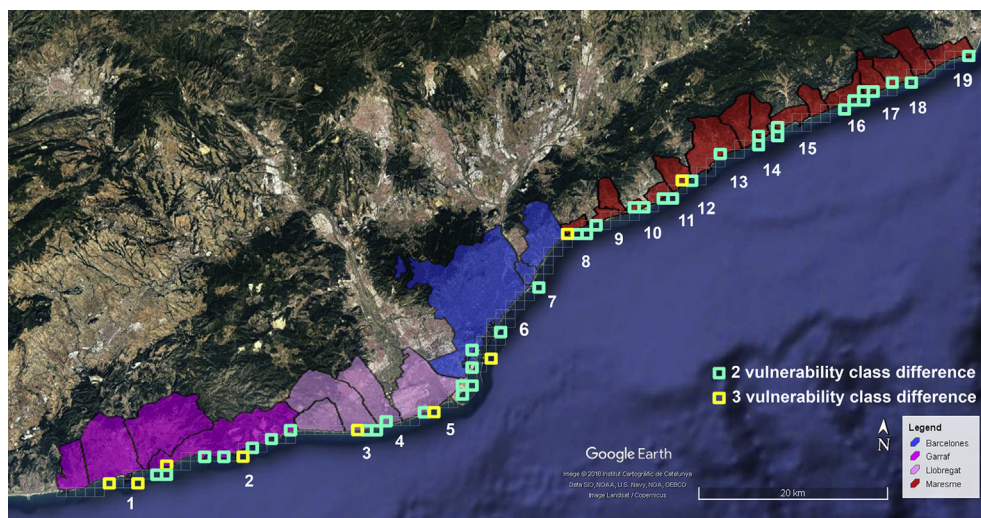 19
18
17
16
15
14
13
12
11
10
9
8
7
6
5
4
3
2
1
2 vulnerability class difference
3 vulnerability class difference
N
Legend
Barcelones
Garraf
Llobregat
Maresme
Google Earth
Image © 2018 Institut Cartogràfic de Catalunya
Data SIO, NOAA, U.S. Navy, NGA, GEBCO
Image Landsat / Copernicus
20 km